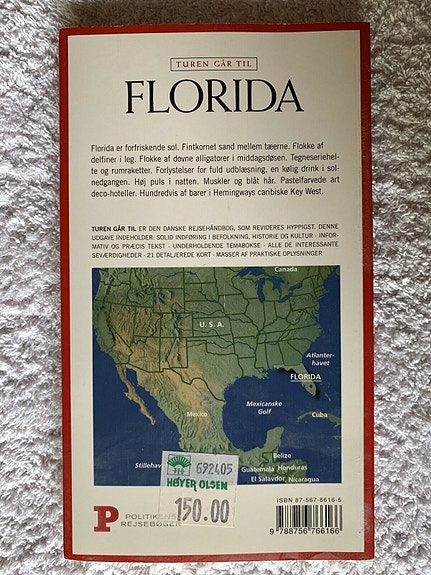 TUREN GÅR TIL
FLORIDA
Florida er forfriskende sol. Fintkornet sand mellem tæerne. Flokke af
delfiner i leg. Flokke af dovne alligatorer i middagsdøsen. Tegneseriehel-
te og rumraketter. Forlystelser for fuld udblæsning, en kølig drink i sol-
nedgangen. Høj puls i natten. Muskler og blåt hår. Pastelfarvede art
deco-hoteller. Hundredvis af barer i Hemingways caribiske Key West.
TUREN GÅR TIL ER DEN DANSKE REJSEHÅNDBOG, SOM REVIDERES HYPPIGST. DENNE
UDGAVE INDEHOLDER: SOLID INDFØRING I BEFOLKNING, HISTORIE OG KULTUR · INFOR-
MATIV OG PRÆCIS TEKST · UNDERHOLDENDE TEMABOKSE · ALLE DE INTERESSANTE
SEVÆRDIGHEDER · 21 DETALJEREDE KORT · MASSER AF PRAKTISKE OPLYSNINGER
Canada
U. S. A.
Atlanter-
havet
FLORIDA
Mexicanske
Golf
Mexico
Cuba
Belize
Guatemala Honduras
El Salavdor Nicaragua
692405
HØYER OLSEN
150.00
P
POLITIKENS
REJSEBØGER
ISBN 87-567-6616-5
9 788756 766166